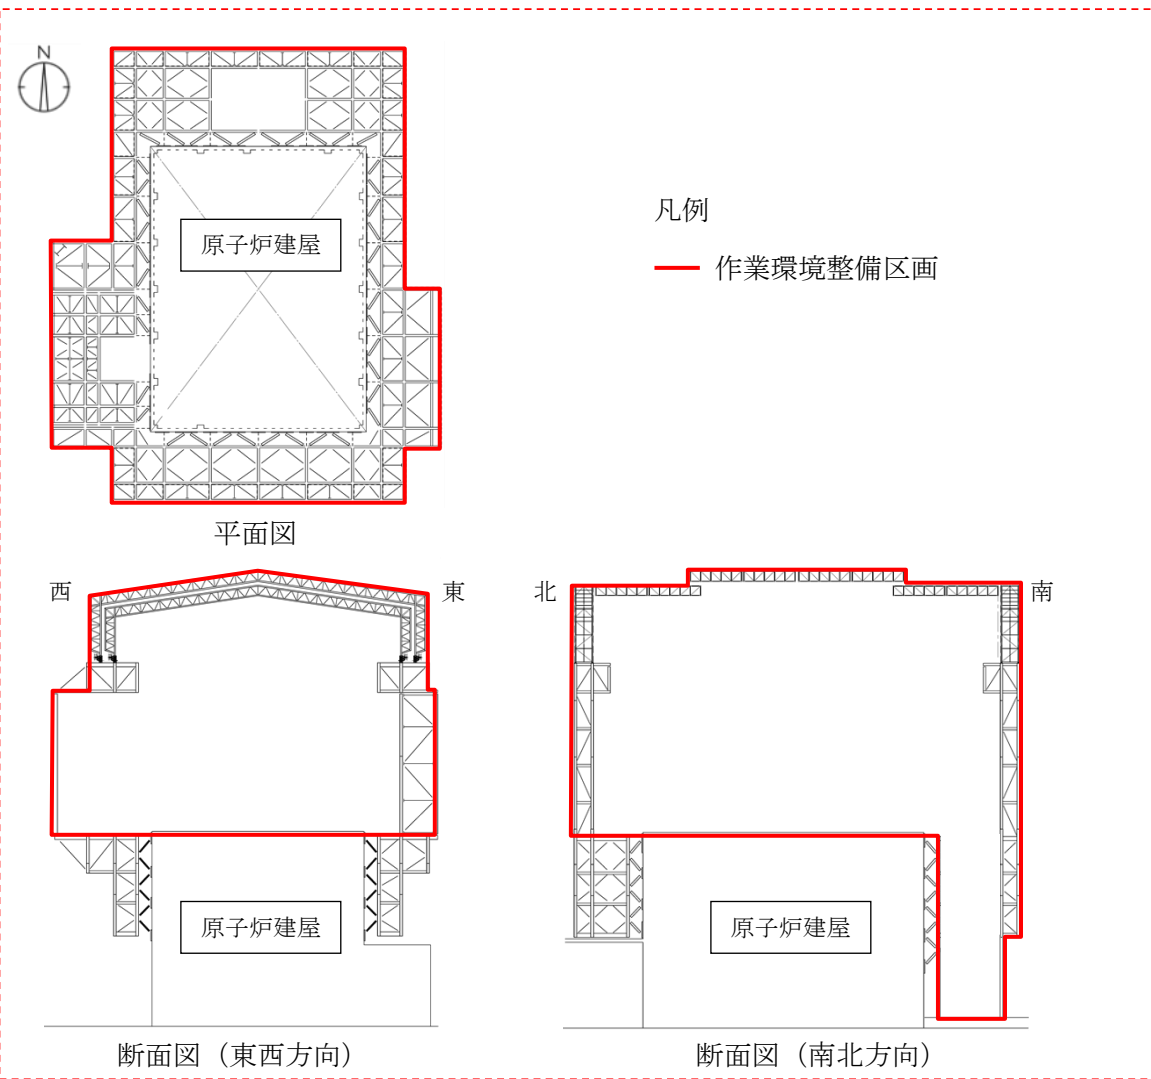 N
原子炉建屋
凡例
作業環境整備区画
平面図
西
東
北
南
原子炉建屋
原子炉建屋
断面図（東西方向）
断面図（南北方向）